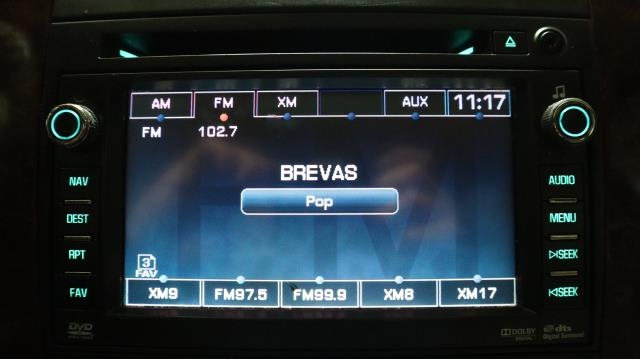 AM FM XM AUX 11:17
FM 102.7
BREVAS
Pop
3
FAV
XM9 FM97.5 FM99.9 XM8 XM17
NAV
DEST
RPT
FAV
AUDIO
MENU
SEEK
SEEK
DVD
DOLBY
DIGITAL
dts
Digital Surround